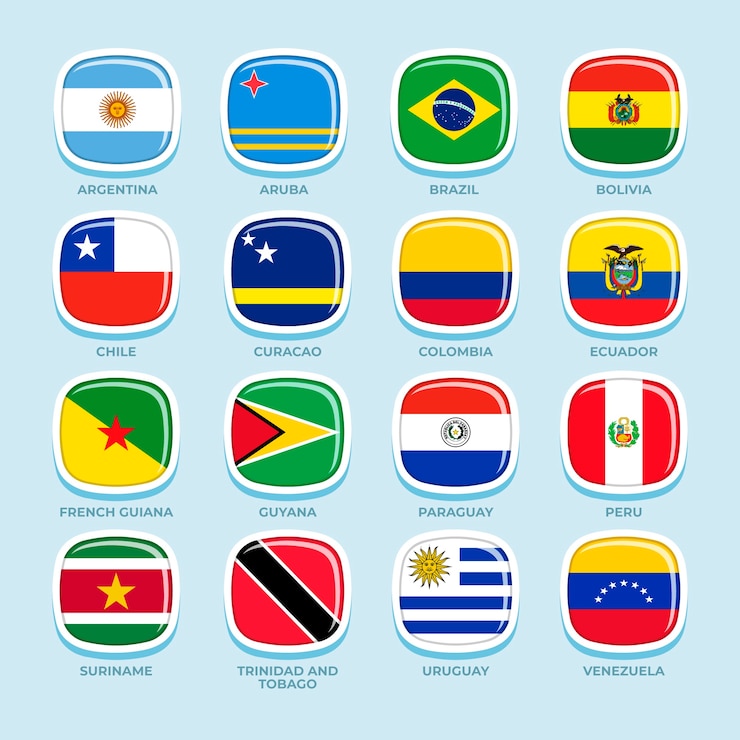 ARGENTINA
ARUBA
BRAZIL
BOLIVIA
CHILE
CURACAO
COLOMBIA
ECUADOR
FRENCH GUIANA
GUYANA
PARAGUAY
PERU
SURINAME
TRINIDAD AND
TOBAGO
URUGUAY
VENEZUELA